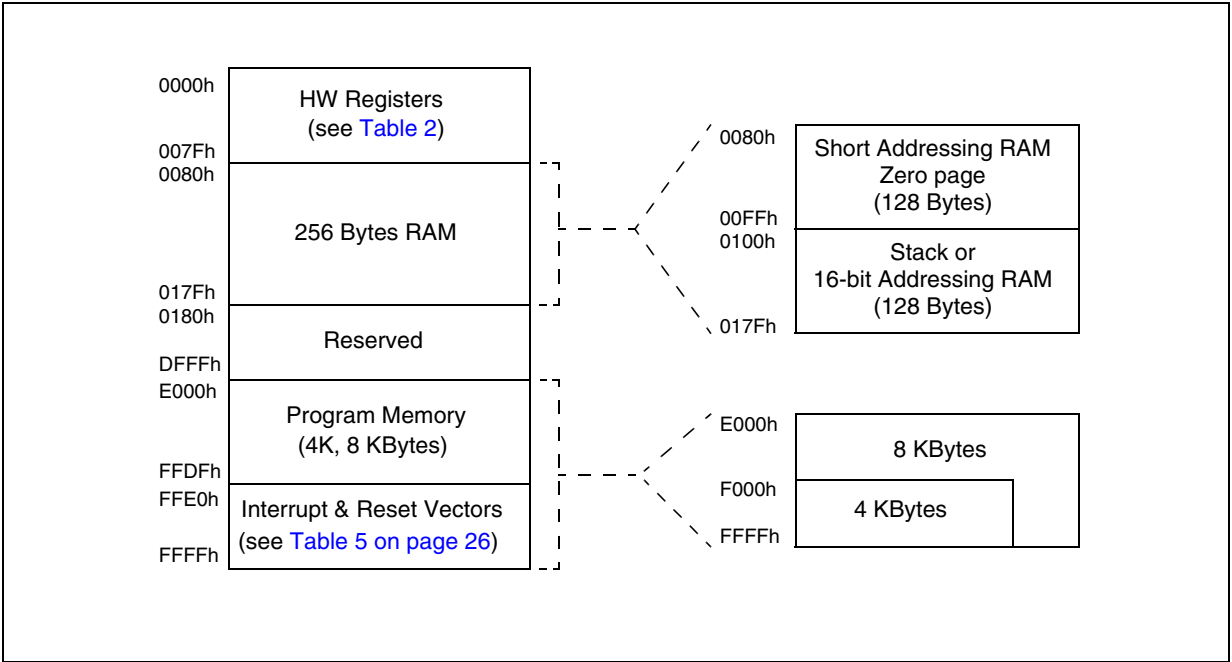 0000h
HW Registers
(see Table 2)
007Fh
0080h
256 Bytes RAM
017Fh
0180h
Reserved
DFFFh
E000h
Program Memory
(4K, 8 KBytes)
FFDFh
FFE0h
Interrupt & Reset Vectors
(see Table 5 on page 26)
FFFFh
0080h
Short Addressing RAM
Zero page
(128 Bytes)
00FFh
0100h
Stack or
16-bit Addressing RAM
(128 Bytes)
017Fh
E000h
8 KBytes
F000h
4 KBytes
FFFFh